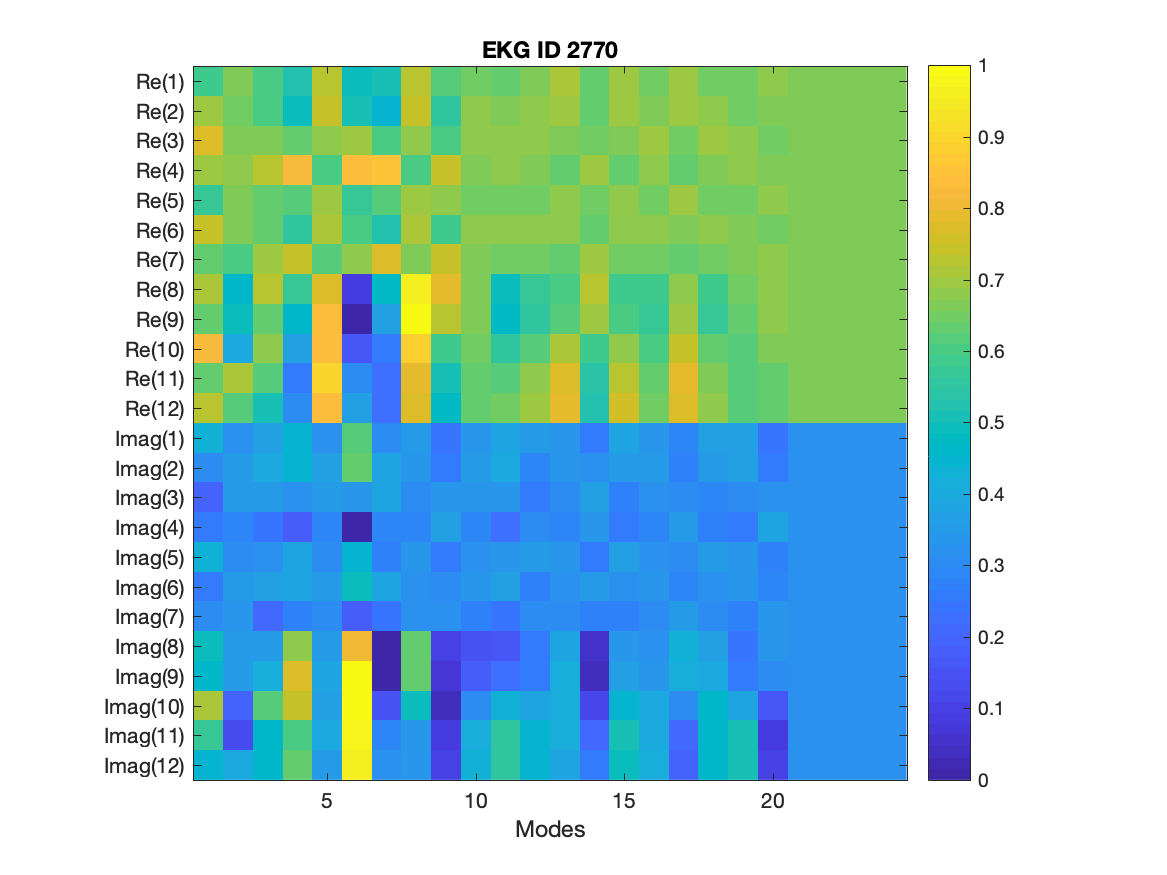 EKG ID 2770
Re(1)
Re(2)
Re(3)
Re(4)
Re(5)
Re(6)
Re(7)
Re(8)
Re(9)
Re(10)
Re(11)
Re(12)
Imag(1)
Imag(2)
Imag(3)
Imag(4)
Imag(5)
Imag(6)
Imag(7)
Imag(8)
Imag(9)
Imag(10)
Imag(11)
Imag(12)
5 10 15 20
Modes
1
0.9
0.8
0.7
0.6
0.5
0.4
0.3
0.2
0.1
0